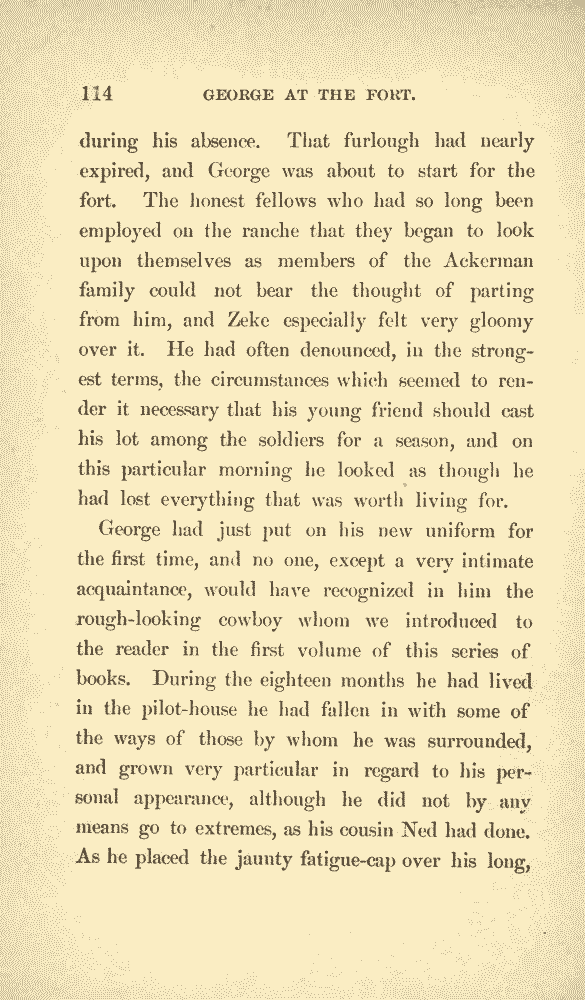 114 GEORGE AT THE FORT.
during his absence. That furlough had nearly
expired, and George was about to start for the
fort. The honest fellows who had so long been
employed on the ranche that they began to look
upon themselves as members of the Ackerman
family could not bear the thought of parting
from him, and Zeke especially felt very gloomy
over it. He had often denounced, in the strong-
est terms, the circumstances which seemed to ren-
der it necessary that his young friend should cast
his lot among the soldiers for a season, and on
this particular morning he looked as though he
had lost everything that was worth living for.
George had just put on his new uniform for
the first time, and no one, except a very intimate
acquaintance, would have recognized in him the
rough-looking cowboy whom we introduced to
the reader in the first volume of this series of
books. During the eighteen months he had lived
in the pilot-house he had fallen in with some of
the ways of those by whom he was surrounded,
and grown very particular in regard to his per-
sonal appearance, although he did not by any
means go to extremes, as his cousin Ned had done.
As he placed the jaunty fatigue-cap over his long,